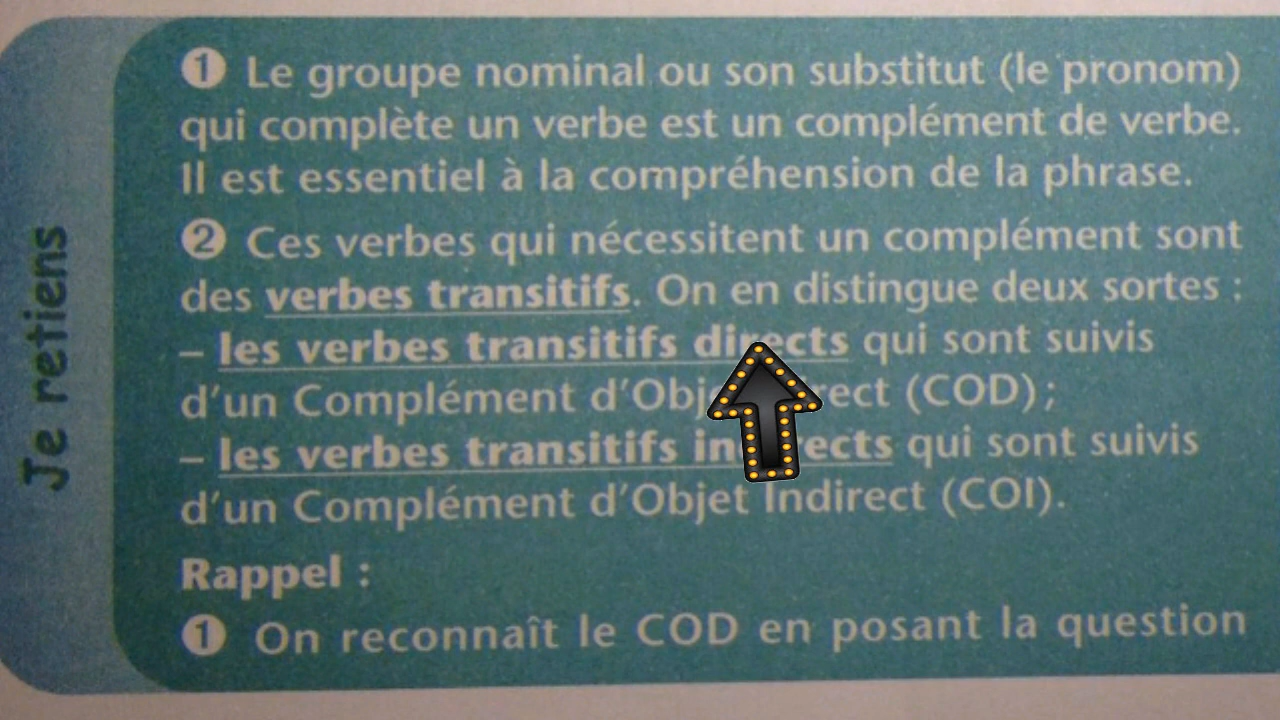 Je retiens
❶ Le groupe nominal ou son substitut (le pronom)
qui complète un verbe est un complément de verbe.
Il est essentiel à la compréhension de la phrase.
❷ Ces verbes qui nécessitent un complément sont
des verbes transitifs. On en distingue deux sortes :
– les verbes transitifs directs qui sont suivis
d'un Complément (COD) ;
– les verbes transitifs qui sont suivis
d'un Complément d'Objet Indirect (COI).
Rappel :
❶ On reconnaît le COD en posant la question